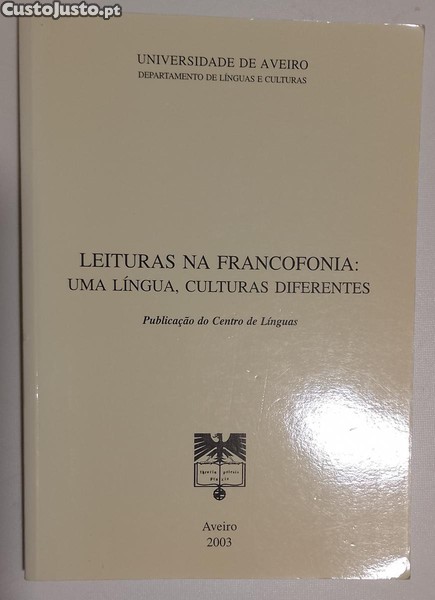 CustoJusto.pt
UNIVERSIDADE DE AVEIRO
DEPARTAMENTO DE LÍNGUAS E CULTURAS
LEITURAS NA FRANCOFONIA:
UMA LÍNGUA, CULTURAS DIFERENTES
Publicação do Centro de Línguas
Aveiro
2003